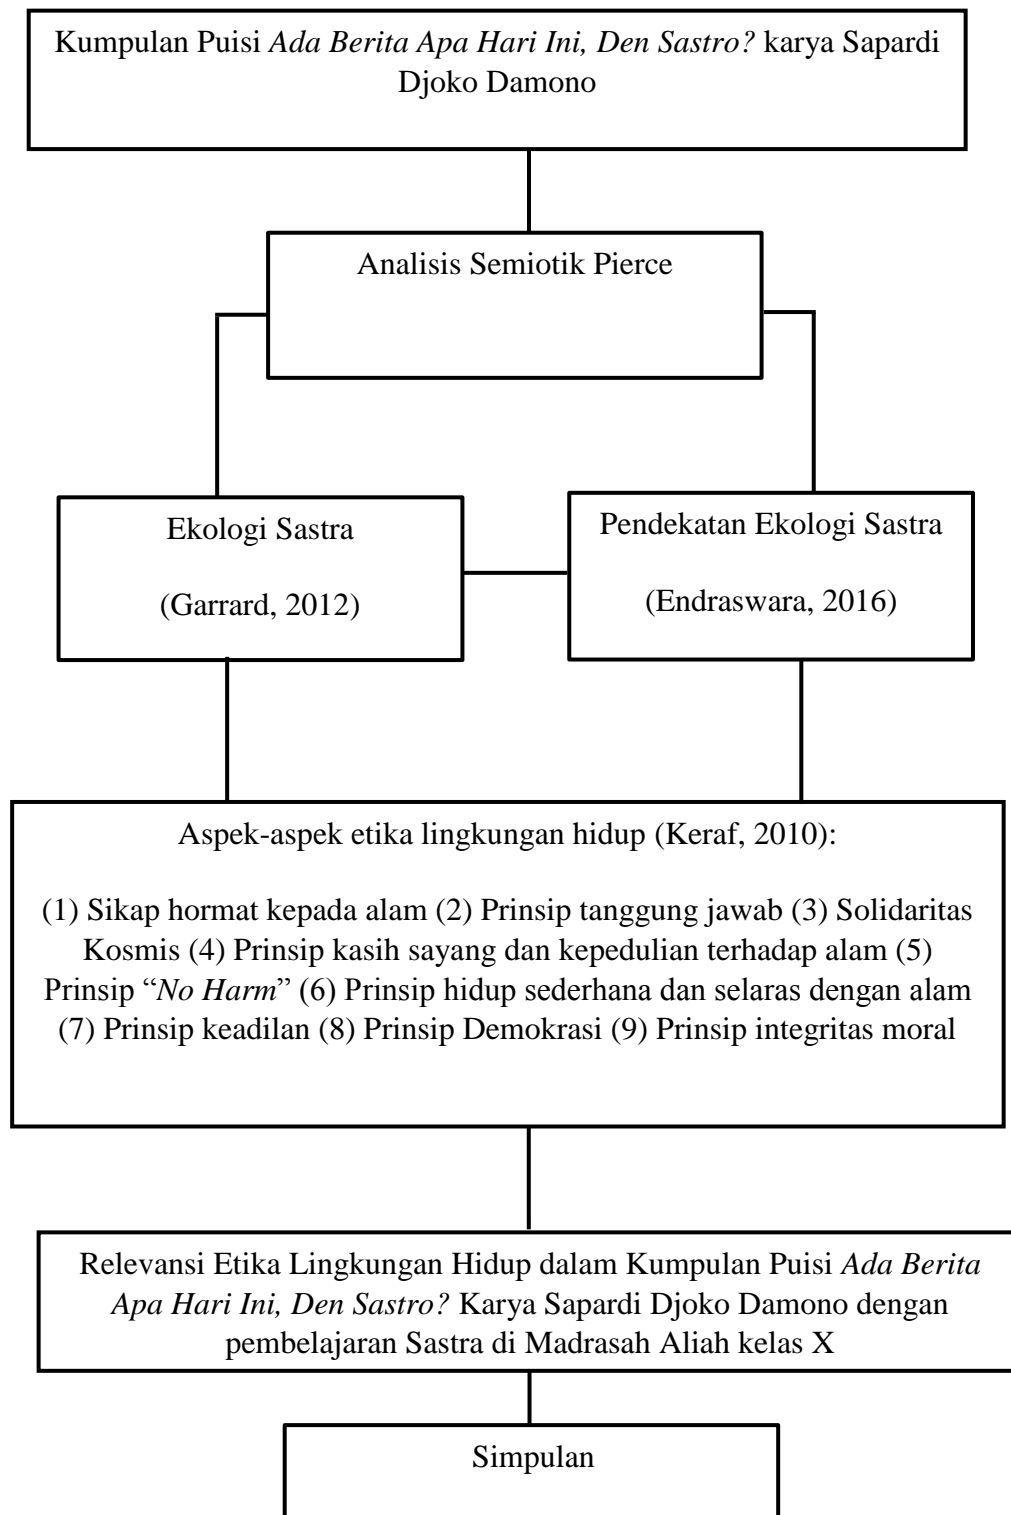 Kumpulan Puisi Ada Berita Apa Hari Ini, Den Sastro? karya Sapardi
Djoko Damono
Analisis Semiotik Pierce
Ekologi Sastra
(Garrard, 2012)
Pendekatan Ekologi Sastra
(Endraswara, 2016)
Aspek-aspek etika lingkungan hidup (Keraf, 2010):
(1) Sikap hormat kepada alam (2) Prinsip tanggung jawab (3) Solidaritas
Kosmis (4) Prinsip kasih sayang dan kepedulian terhadap alam (5)
Prinsip “No Harm” (6) Prinsip hidup sederhana dan selaras dengan alam
(7) Prinsip keadilan (8) Prinsip Demokrasi (9) Prinsip integritas moral
Relevansi Etika Lingkungan Hidup dalam Kumpulan Puisi Ada Berita
Apa Hari Ini, Den Sastro? Karya Sapardi Djoko Damono dengan
pembelajaran Sastra di Madrasah Aliah kelas X
Simpulan